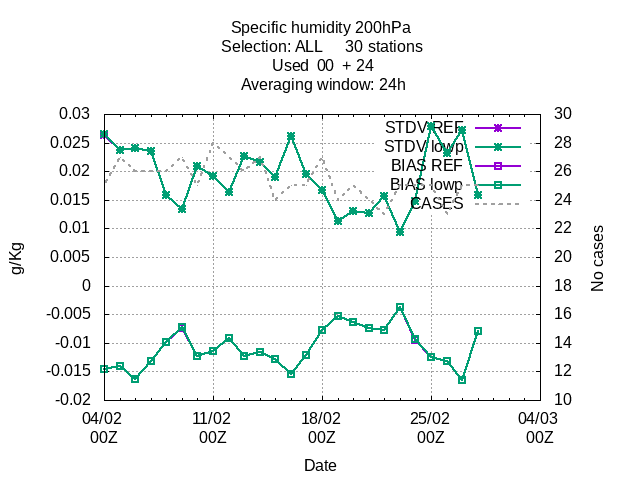 Specific humidity 200hPa
Selection: ALL 30 stations
Used 00 + 24
Averaging window: 24h
0.03 30
STDV REF
0.025 28
STDV lowp
0.02 BIAS REF 26
BIAS lowp
0.015 CASES 24
0.01 22
0.005 20
0 18
-0.005 16
-0.01 14
-0.015 12
-0.02 10
g/Kg
No cases
04/02 11/02 18/02 25/02 04/03
00Z 00Z 00Z 00Z 00Z
Date